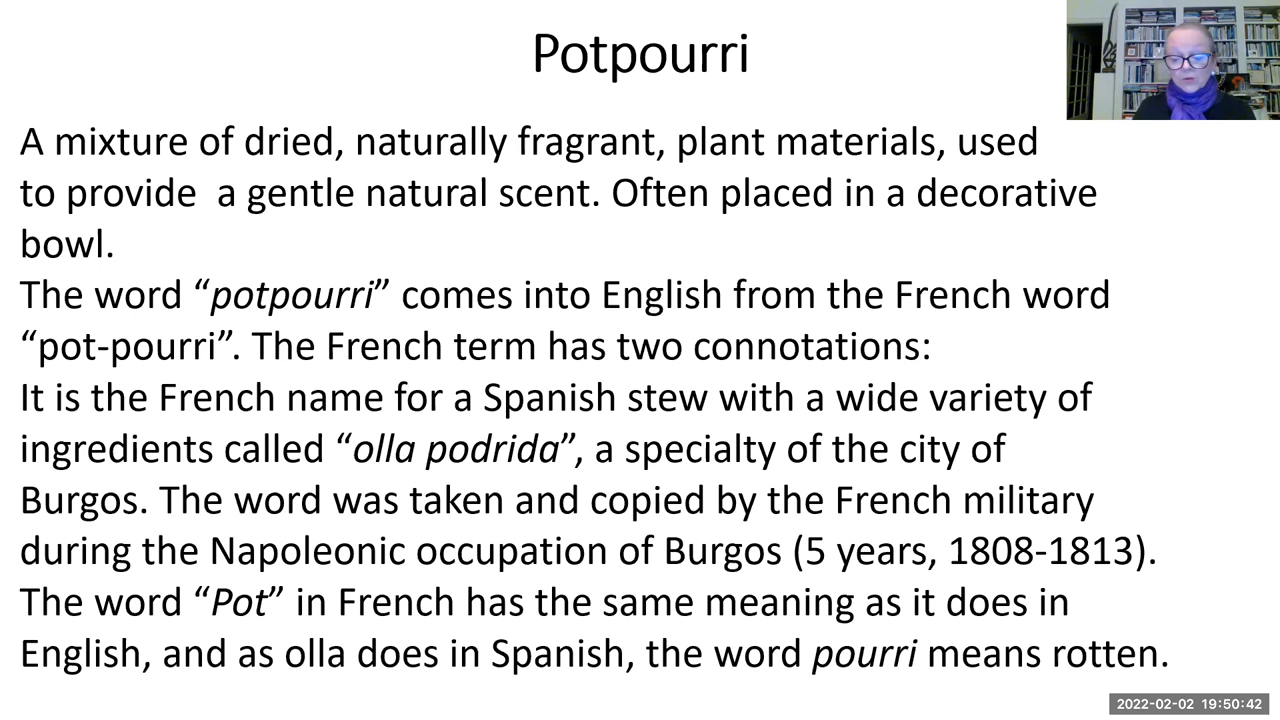 Potpourri
A mixture of dried, naturally fragrant, plant materials, used
to provide  a gentle natural scent. Often placed in a decorative
bowl.
The word “potpourri” comes into English from the French word
“pot-pourri”. The French term has two connotations:
It is the French name for a Spanish stew with a wide variety of
ingredients called “olla podrida”, a specialty of the city of
Burgos. The word was taken and copied by the French military
during the Napoleonic occupation of Burgos (5 years, 1808-1813).
The word “Pot” in French has the same meaning as it does in
English, and as olla does in Spanish, the word pourri means rotten.
2022-02-02 19:50:42